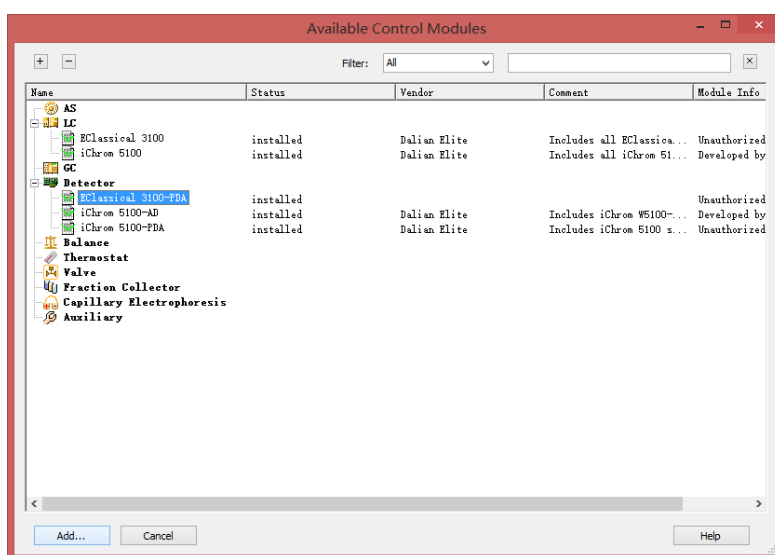 Available Control Modules
+ − Filter: All
Name Status Vendor Comment Module Info
AS
LC
EClassical 3100 installed Dalian Elite Includes all EClassica... Unauthorized
iChrom 5100 installed Dalian Elite Includes all iChrom 51... Developed by
GC
Detector
EClassical 3100-PDA installed Unauthorized
iChrom 5100-AD installed Dalian Elite Includes iChrom W5100-... Developed by
iChrom 5100-PDA installed Dalian Elite Includes iChrom 5100 s... Unauthorized
Balance
Thermostat
Valve
Fraction Collector
Capillary Electrophoresis
Auxiliary
Add... Cancel Help